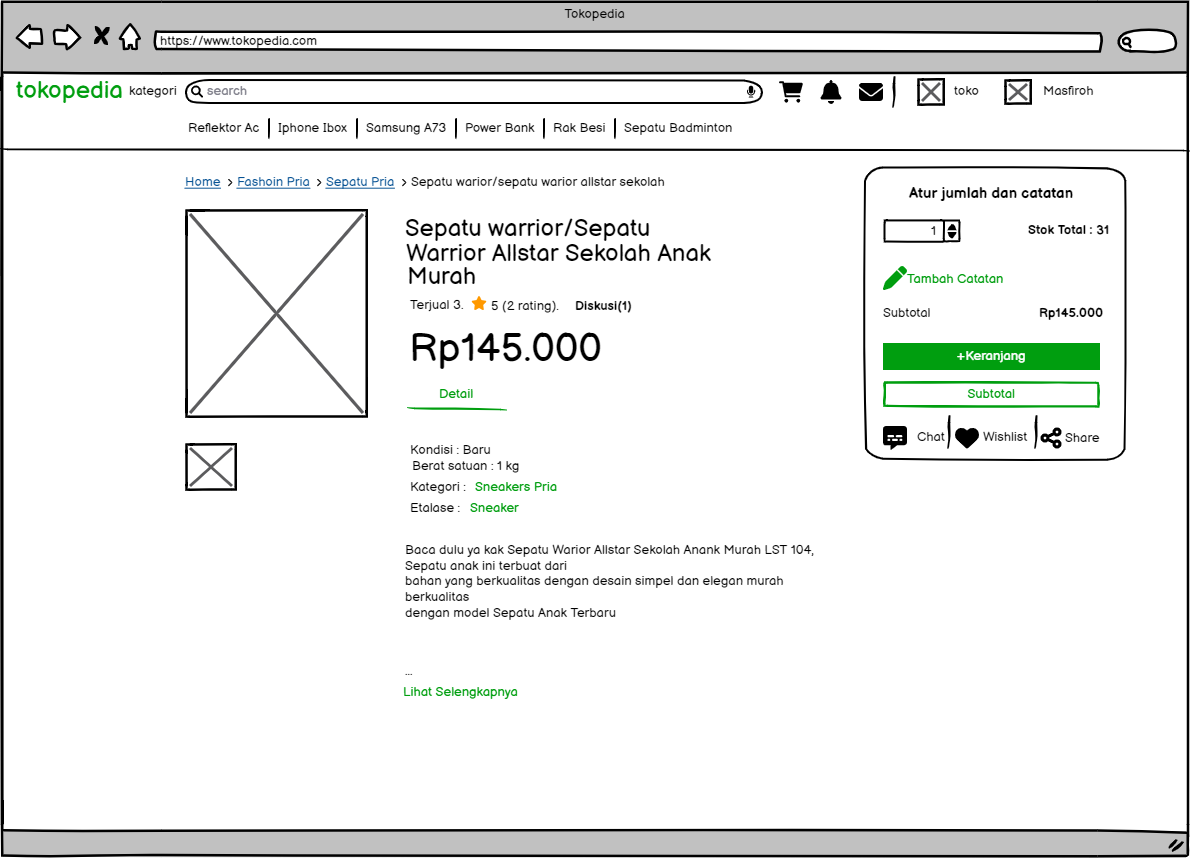 Tokopedia
https://www.tokopedia.com
tokopedia kategori search toko Masfiroh
Reflektor Ac Iphone Ibox Samsung A73 Power Bank Rak Besi Sepatu Badminton
Home > Fashoin Pria > Sepatu Pria > Sepatu warior/sepatu warior allstar sekolah
Sepatu warrior/Sepatu
Warrior Allstar Sekolah Anak
Murah
Terjual 3. 5 (2 rating). Diskusi(1)
Rp145.000
Detail
Kondisi : Baru
Berat satuan : 1 kg
Kategori : Sneakers Pria
Etalase : Sneaker
Baca dulu ya kak Sepatu Warior Allstar Sekolah Anank Murah LST 104,
Sepatu anak ini terbuat dari
bahan yang berkualitas dengan desain simpel dan elegan murah
berkualitas
dengan model Sepatu Anak Terbaru
...
Lihat Selengkapnya
Atur jumlah dan catatan
1 Stok Total : 31
Tambah Catatan
Subtotal Rp145.000
+Keranjang
Subtotal
Chat Wishlist Share